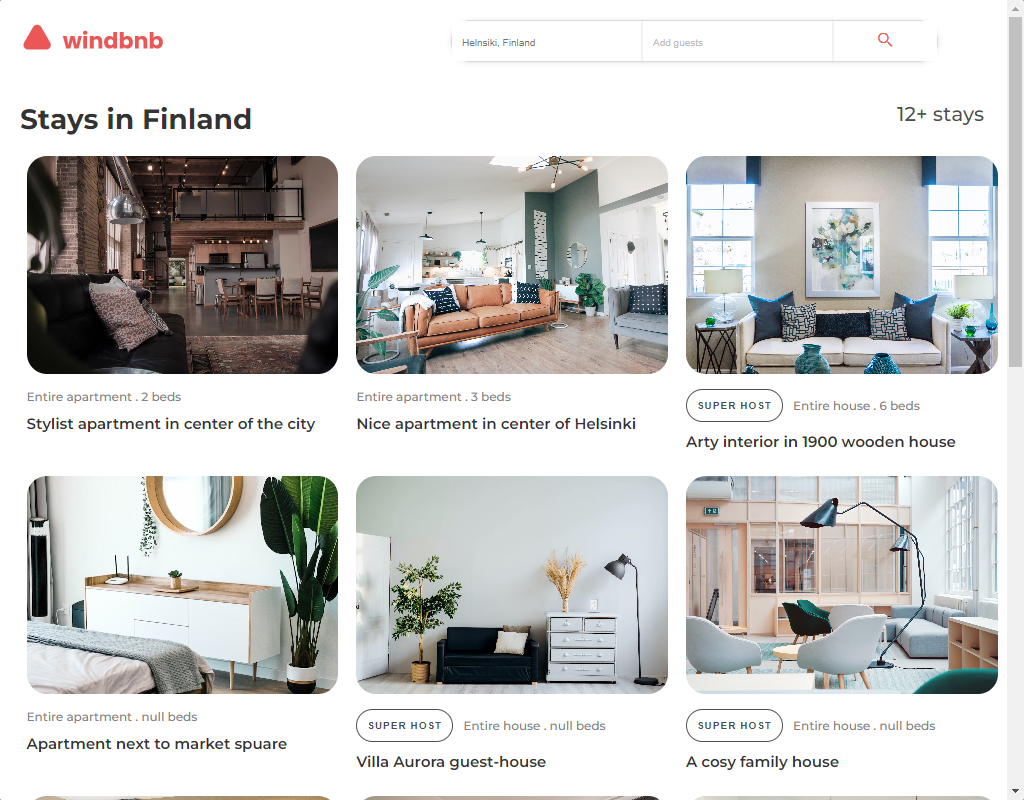 windbnb
Helnsiki, Finland
Add guests
Stays in Finland
12+ stays
Entire apartment . 2 beds
Stylist apartment in center of the city
Entire apartment . 3 beds
Nice apartment in center of Helsinki
SUPER HOST
Entire house . 6 beds
Arty interior in 1900 wooden house
Entire apartment . null beds
Apartment next to market spuare
SUPER HOST
Entire house . null beds
Villa Aurora guest-house
SUPER HOST
Entire house . null beds
A cosy family house